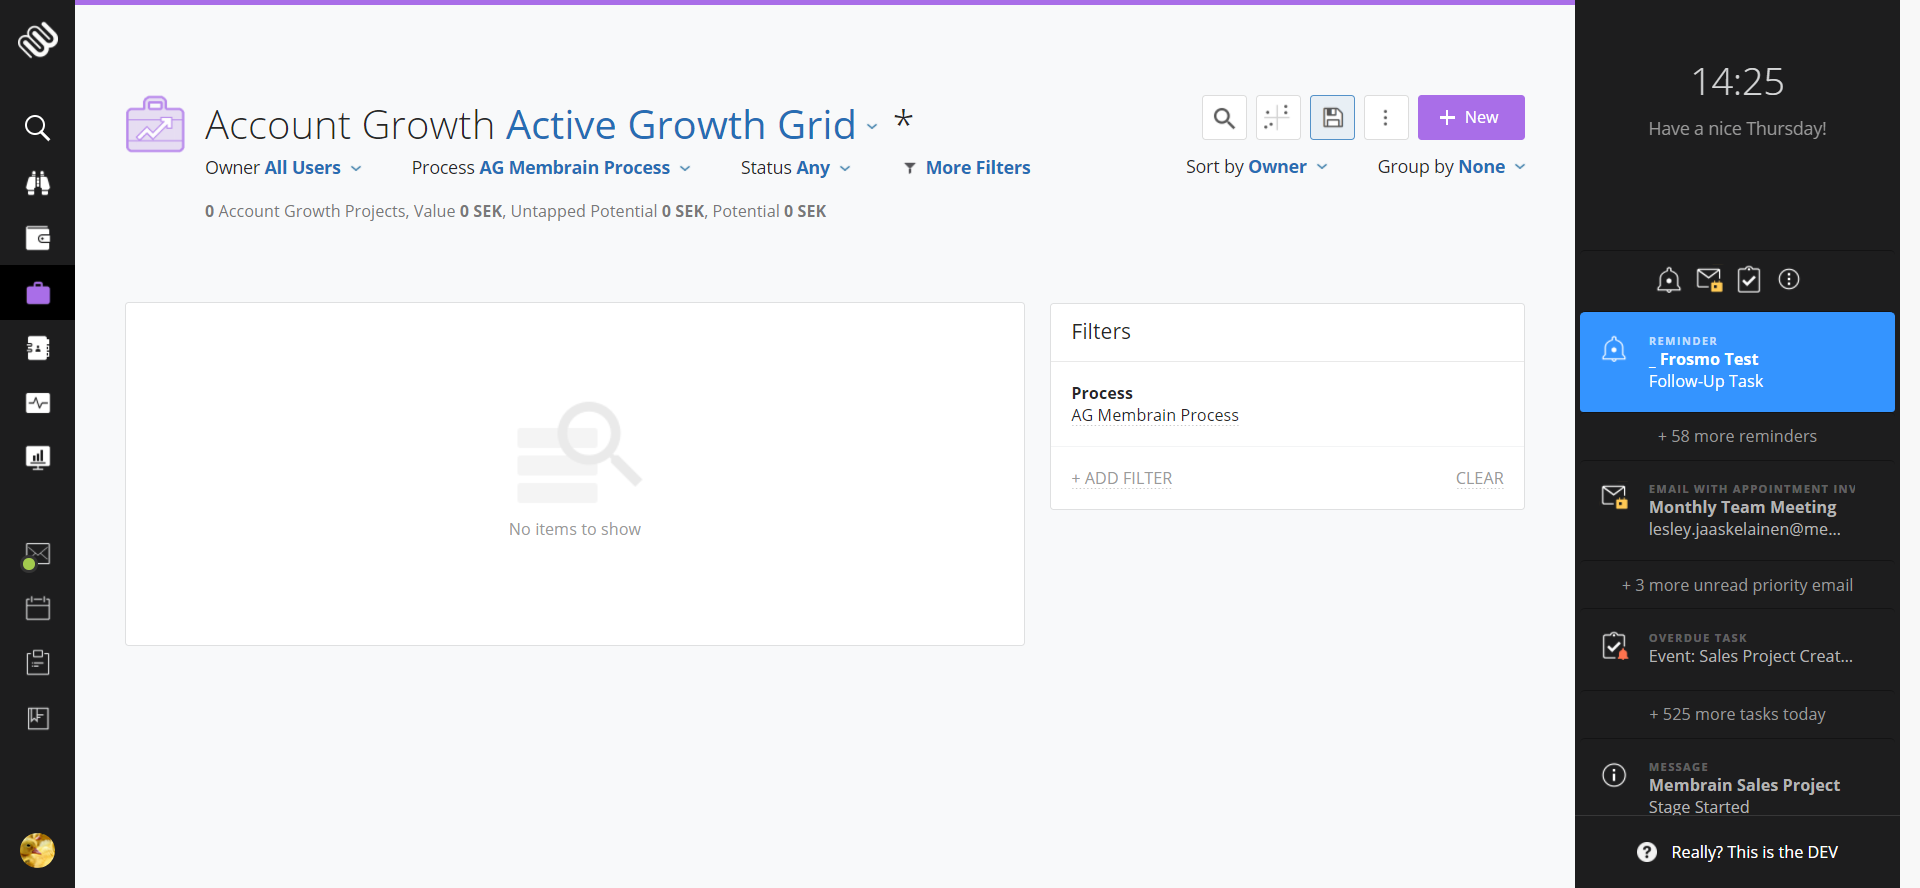 Account Growth Active Growth Grid *
New
Owner All Users
Process AG Membrain Process
Status Any
More Filters
Sort by Owner
Group by None
0 Account Growth Projects, Value 0 SEK, Untapped Potential 0 SEK, Potential 0 SEK
No items to show
Filters
Process
AG Membrain Process
+ ADD FILTER
CLEAR
14:25
Have a nice Thursday!
REMINDER
_ Frosmo Test
Follow-Up Task
+ 58 more reminders
EMAIL WITH APPOINTMENT INV
Monthly Team Meeting
lesley.jaaskelainen@me...
+ 3 more unread priority email
OVERDUE TASK
Event: Sales Project Creat...
+ 525 more tasks today
MESSAGE
Membrain Sales Project
Stage Started
Really? This is the DEV